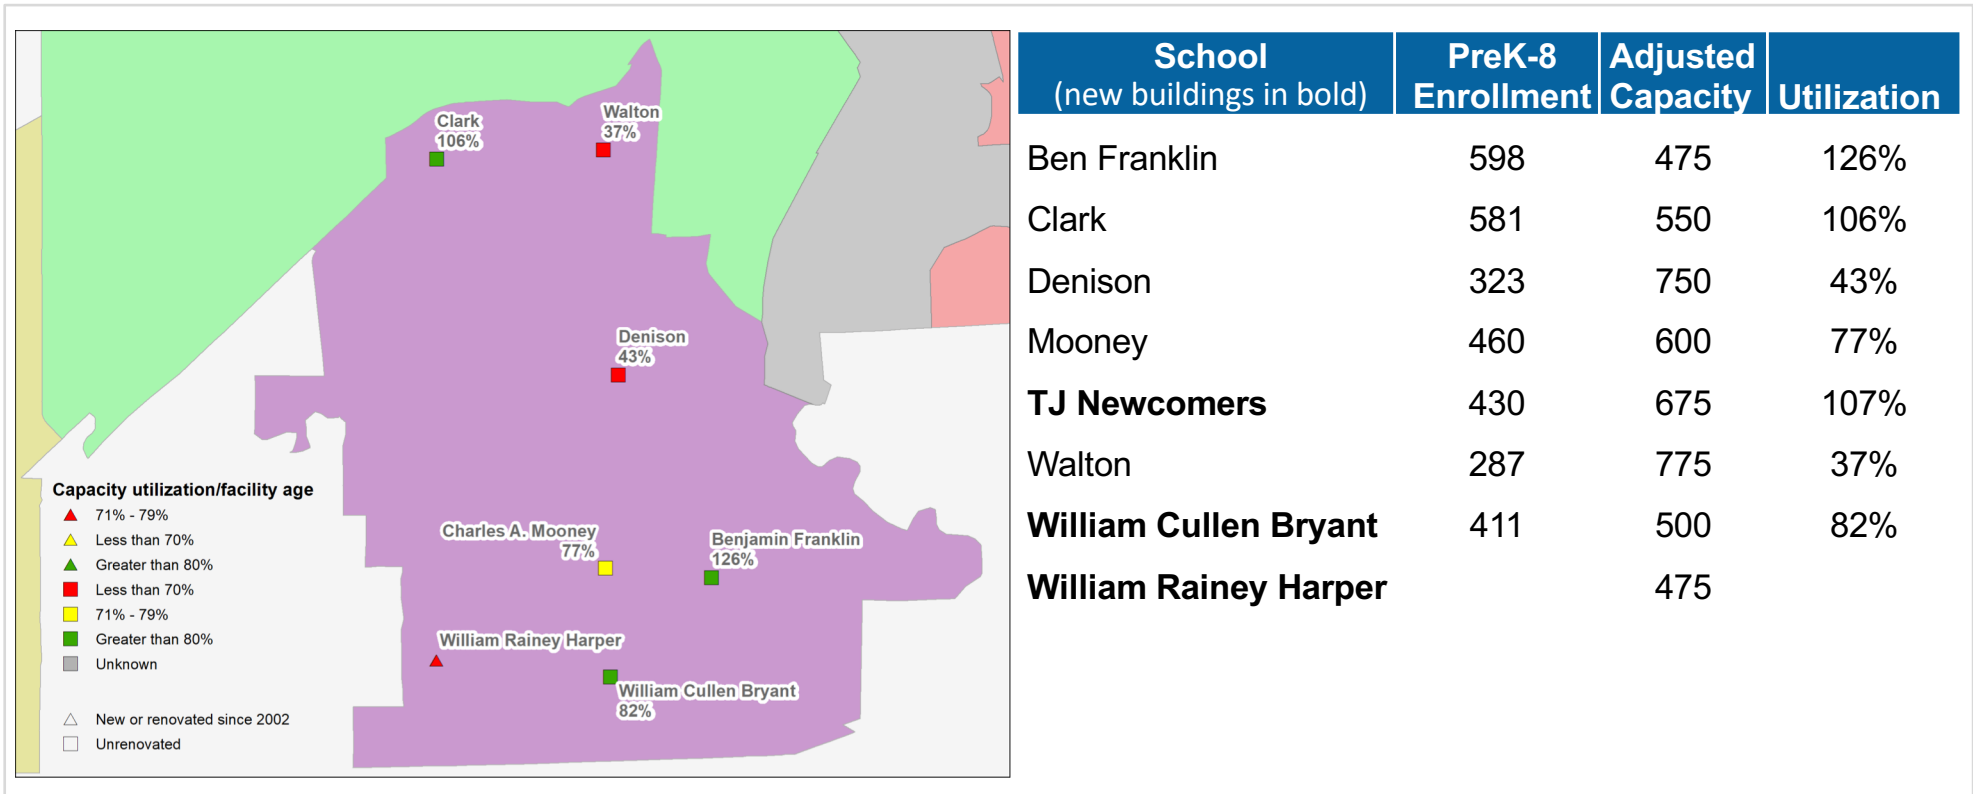 Clark
106%
Walton
37%
Denison
43%
Charles A. Mooney
77%
Benjamin Franklin
126%
William Rainey Harper
William Cullen Bryant
82%
Capacity utilization/facility age
71% - 79%
Less than 70%
Greater than 80%
Less than 70%
71% - 79%
Greater than 80%
Unknown
New or renovated since 2002
Unrenovated
School PreK-8 Adjusted
(new buildings in bold) Enrollment Capacity Utilization
Ben Franklin 598 475 126%
Clark 581 550 106%
Denison 323 750 43%
Mooney 460 600 77%
TJ Newcomers 430 675 107%
Walton 287 775 37%
William Cullen Bryant 411 500 82%
William Rainey Harper 475